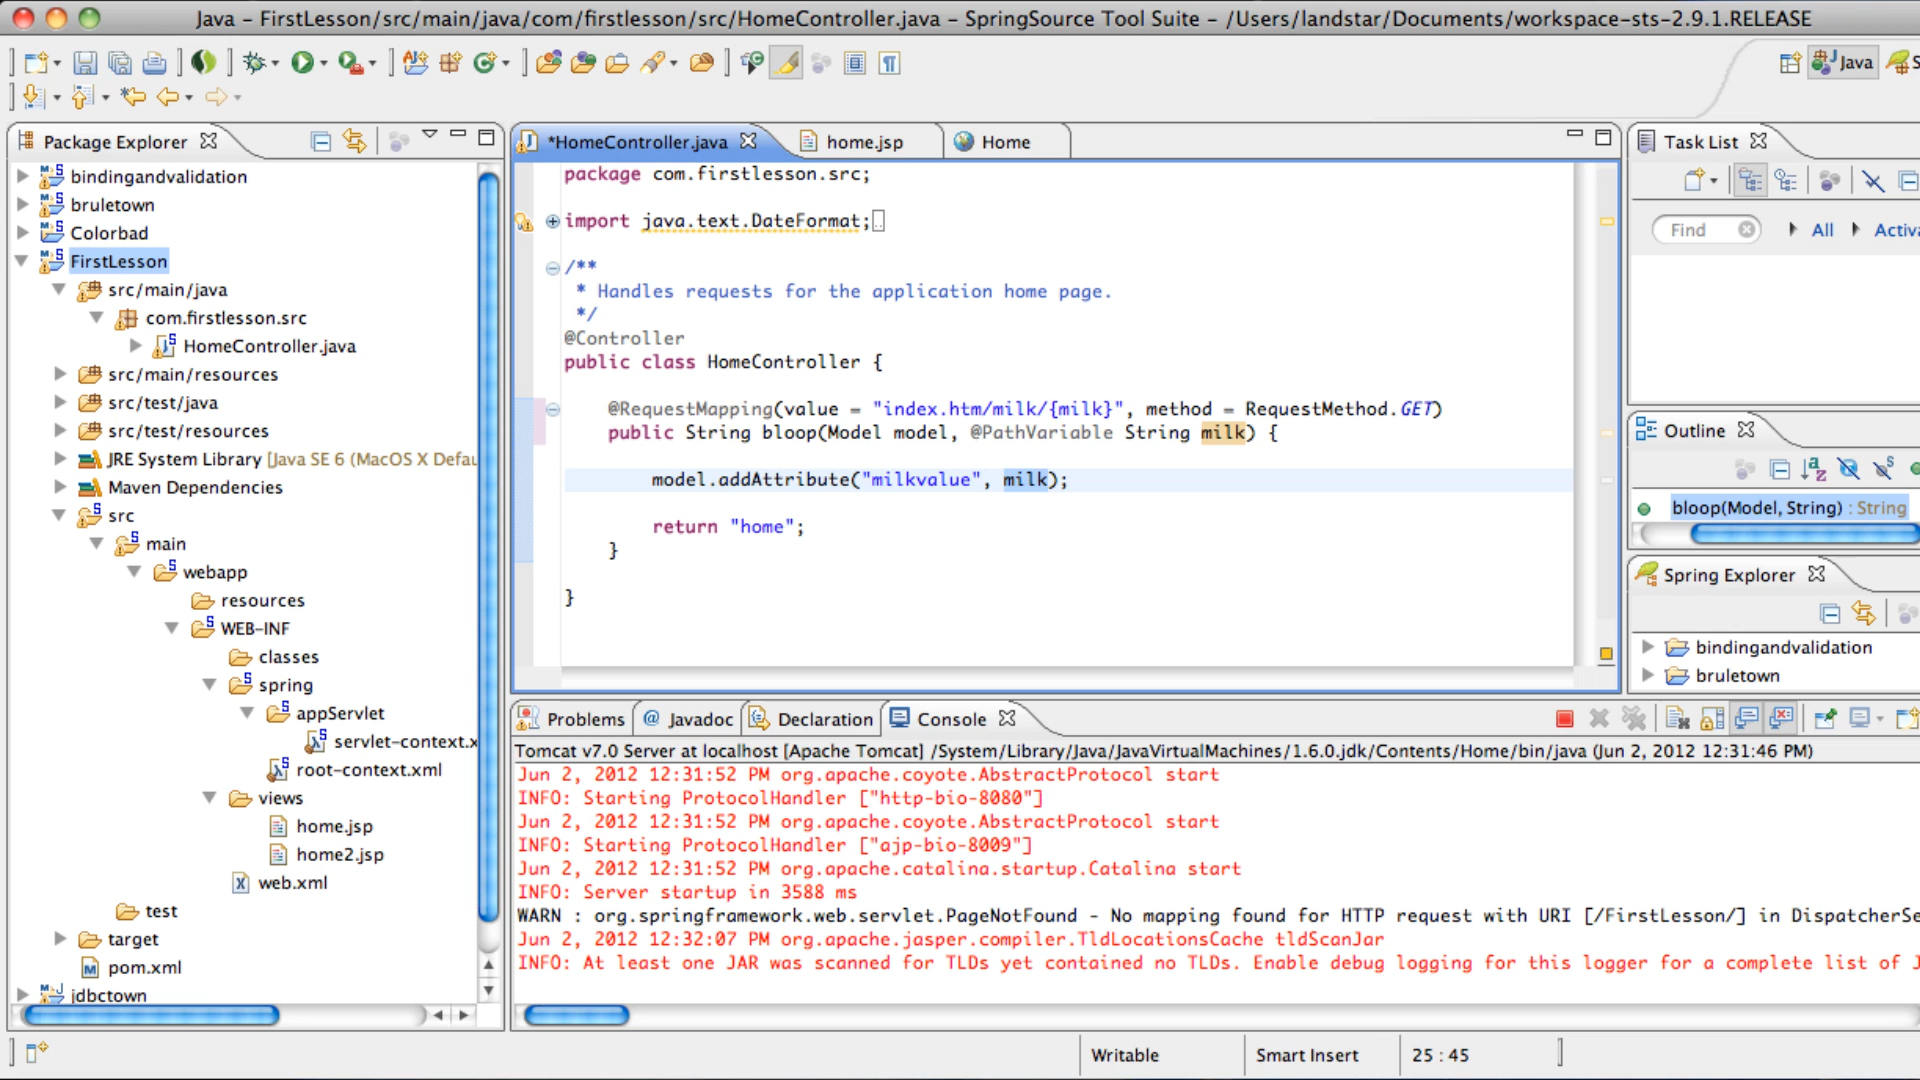 Java – FirstLesson/src/main/java/com/firstlesson/src/HomeController.java – SpringSource Tool Suite – /Users/landstar/Documents/workspace-sts-2.9.1.RELEASE
Java
Package Explorer
bindingandvalidation
bruletown
Colorbad
FirstLesson
src/main/java
com.firstlesson.src
HomeController.java
src/main/resources
src/test/java
src/test/resources
JRE System Library [Java SE 6 (MacOS X Defau
Maven Dependencies
src
main
webapp
resources
WEB-INF
classes
spring
appServlet
servlet-context.x
root-context.xml
views
home.jsp
home2.jsp
web.xml
test
target
pom.xml
jdbctown
*HomeController.java
home.jsp
Home
package com.firstlesson.src;
import java.text.DateFormat;
/**
* Handles requests for the application home page.
*/
@Controller
public class HomeController {
@RequestMapping(value = "index.htm/milk/{milk}", method = RequestMethod.GET)
public String bloop(Model model, @PathVariable String milk) {
model.addAttribute("milkvalue", milk);
return "home";
}
}
Task List
Find
All
Activa
Outline
bloop(Model, String) : String
Spring Explorer
bindingandvalidation
bruletown
Problems
@ Javadoc
Declaration
Console
Tomcat v7.0 Server at localhost [Apache Tomcat] /System/Library/Java/JavaVirtualMachines/1.6.0.jdk/Contents/Home/bin/java (Jun 2, 2012 12:31:46 PM)
Jun 2, 2012 12:31:52 PM org.apache.coyote.AbstractProtocol start
INFO: Starting ProtocolHandler ["http-bio-8080"]
Jun 2, 2012 12:31:52 PM org.apache.coyote.AbstractProtocol start
INFO: Starting ProtocolHandler ["ajp-bio-8009"]
Jun 2, 2012 12:31:52 PM org.apache.catalina.startup.Catalina start
INFO: Server startup in 3588 ms
WARN : org.springframework.web.servlet.PageNotFound - No mapping found for HTTP request with URI [/FirstLesson/] in DispatcherSe
Jun 2, 2012 12:32:07 PM org.apache.jasper.compiler.TldLocationsCache tldScanJar
INFO: At least one JAR was scanned for TLDs yet contained no TLDs. Enable debug logging for this logger for a complete list of J
Writable
Smart Insert
25 : 45